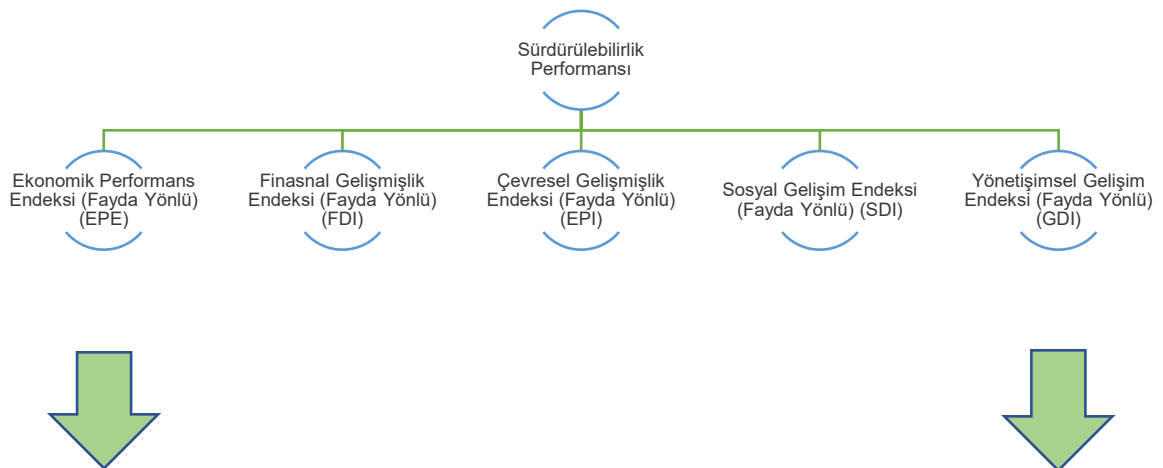 Sürdürülebilirlik
Performansı
Ekonomik Performans
Endeksi (Fayda Yönlü)
(EPE)
Finasnal Gelişmişlik
Endeksi (Fayda Yönlü)
(FDI)
Çevresel Gelişmişlik
Endeksi (Fayda Yönlü)
(EPI)
Sosyal Gelişim Endeksi
(Fayda Yönlü) (SDI)
Yönetişimsel Gelişim
Endeksi (Fayda Yönlü)
(GDI)